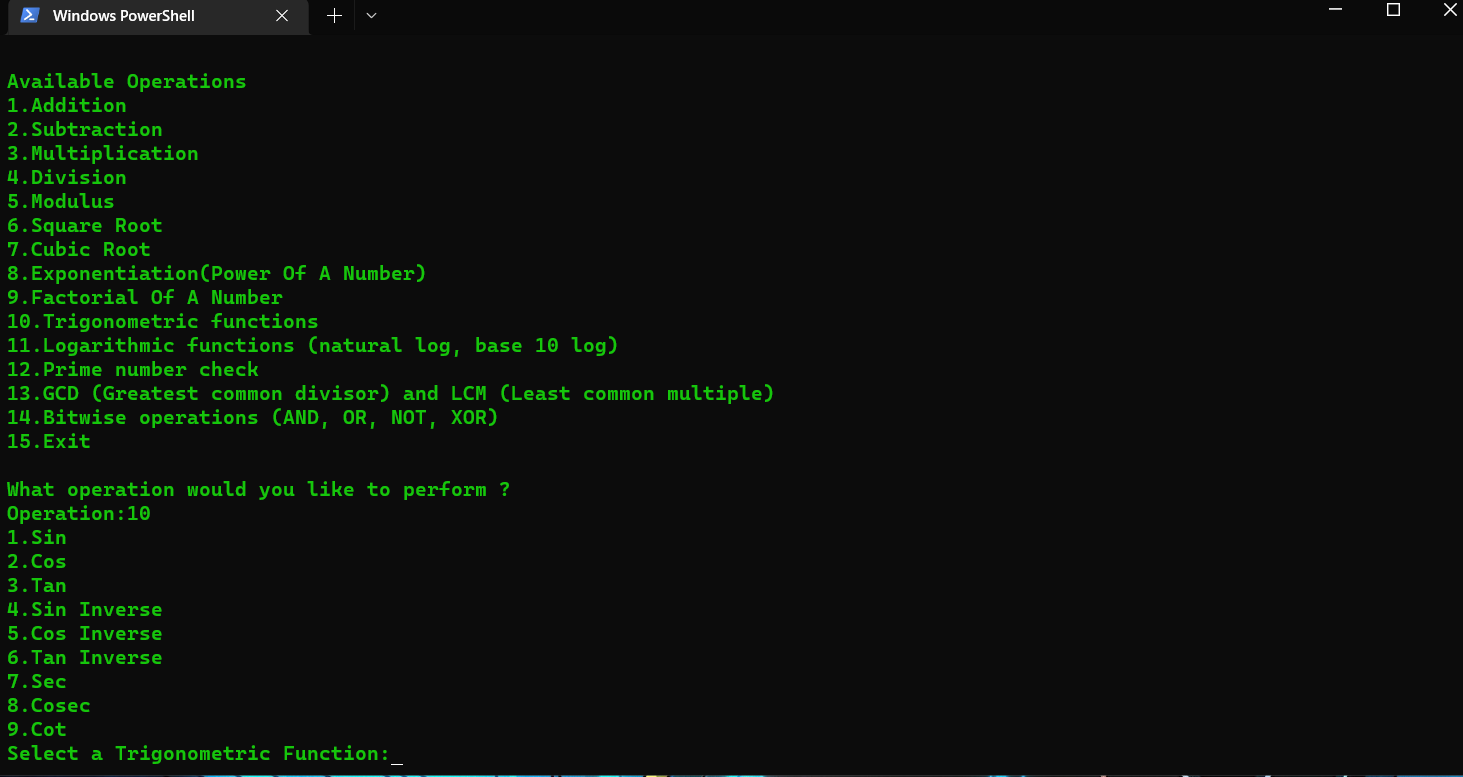 Windows PowerShell
Available Operations
1.Addition
2.Subtraction
3.Multiplication
4.Division
5.Modulus
6.Square Root
7.Cubic Root
8.Exponentiation(Power Of A Number)
9.Factorial Of A Number
10.Trigonometric functions
11.Logarithmic functions (natural log, base 10 log)
12.Prime number check
13.GCD (Greatest common divisor) and LCM (Least common multiple)
14.Bitwise operations (AND, OR, NOT, XOR)
15.Exit
What operation would you like to perform ?
Operation:10
1.Sin
2.Cos
3.Tan
4.Sin Inverse
5.Cos Inverse
6.Tan Inverse
7.Sec
8.Cosec
9.Cot
Select a Trigonometric Function:_